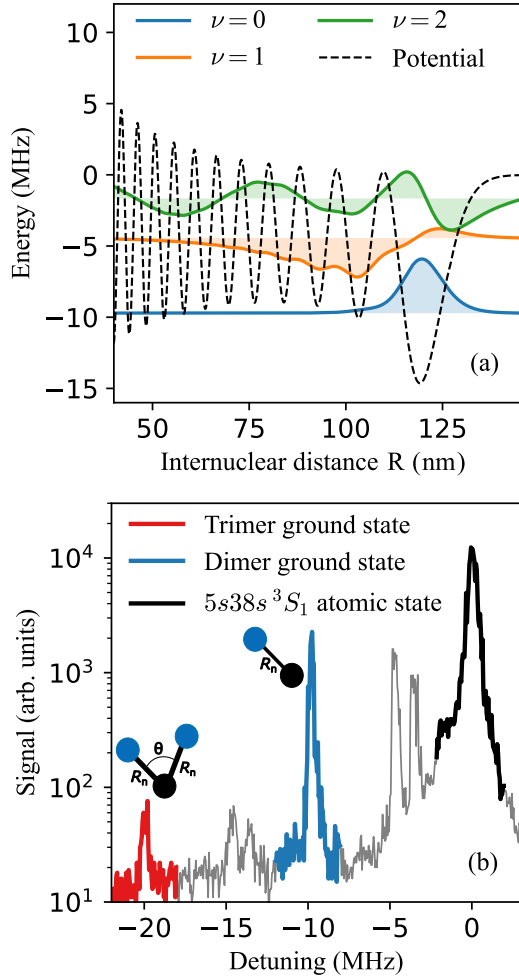 ν = 0
ν = 2
ν = 1
Potential
5
0
−5
−10
−15
Energy (MHz)
(a)
50
75
100
125
Internuclear distance R (nm)
Trimer ground state
Dimer ground state
5s38s ³S₁ atomic state
10⁴
10³
10²
10¹
Signal (arb. units)
Rₙ
θ
Rₙ
Rₙ
(b)
−20
−15
−10
−5
0
Detuning (MHz)